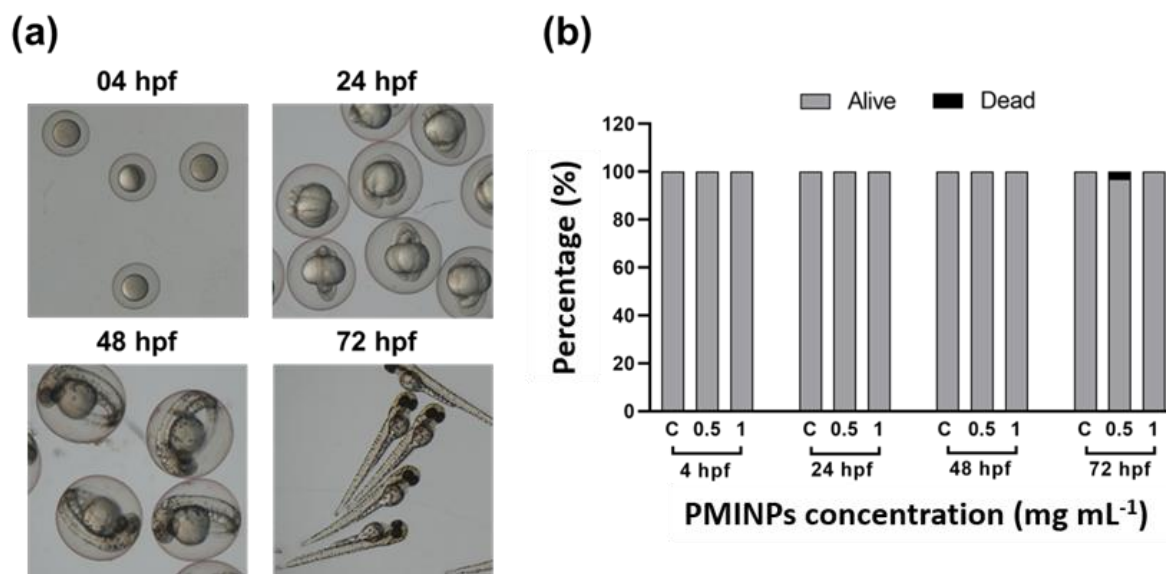 (a)
04 hpf
24 hpf
48 hpf
72 hpf
(b)
Alive
Dead
Percentage (%)
120
100
80
60
40
20
0
C 0.5 1 C 0.5 1 C 0.5 1 C 0.5 1
4 hpf 24 hpf 48 hpf 72 hpf
PMINPs concentration (mg mL⁻¹)